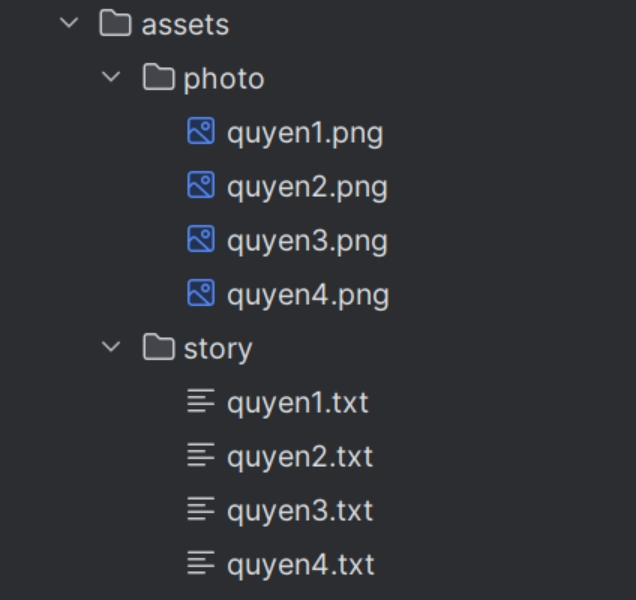 assets
photo
quyen1.png
quyen2.png
quyen3.png
quyen4.png
story
quyen1.txt
quyen2.txt
quyen3.txt
quyen4.txt